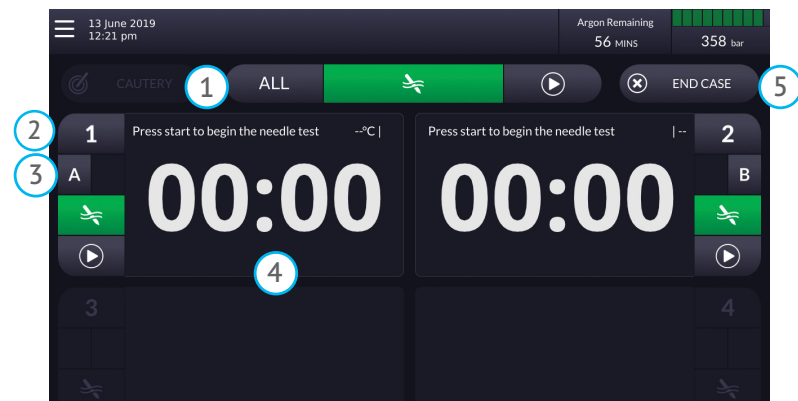 13 June 2019
12:21 pm
Argon Remaining
56 MINS
358 bar
CAUTERY
1
ALL
END CASE
5
2
1
Press start to begin the needle test --°C |
Press start to begin the needle test | --
2
3
A
00:00
00:00
B
4
3
4